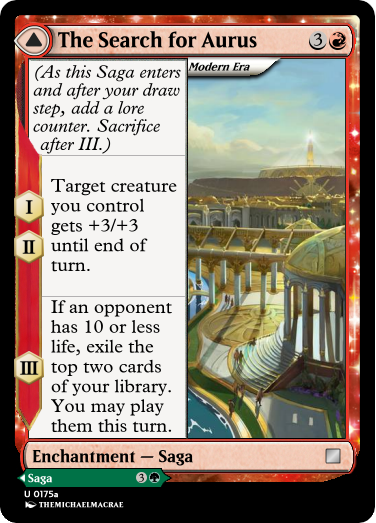 The Search for Aurus 3
Modern Era
(As this Saga enters
and after your draw
step, add a lore
counter. Sacrifice
after III.)
I
II
Target creature
you control
gets +3/+3
until end of
turn.
III
If an opponent
has 10 or less
life, exile the
top two cards
of your library.
You may play
them this turn.
Enchantment — Saga
Saga 3
U 0175a
THEMICHAELMACRAE